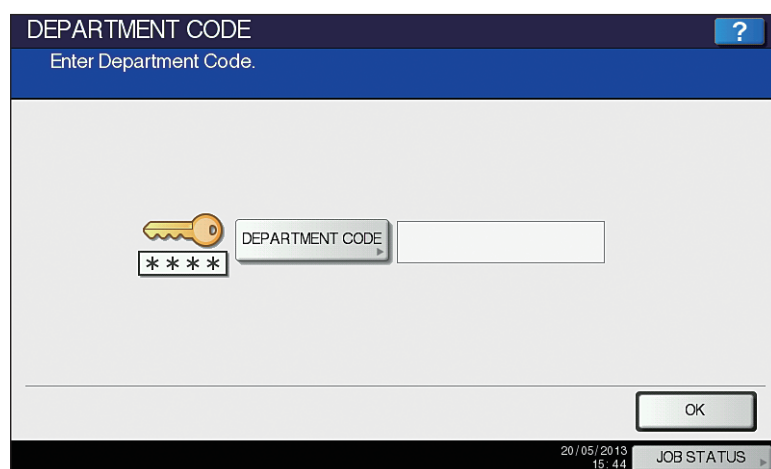 DEPARTMENT CODE
?
Enter Department Code.
DEPARTMENT CODE
****
OK
20/05/2013
15:44
JOB STATUS